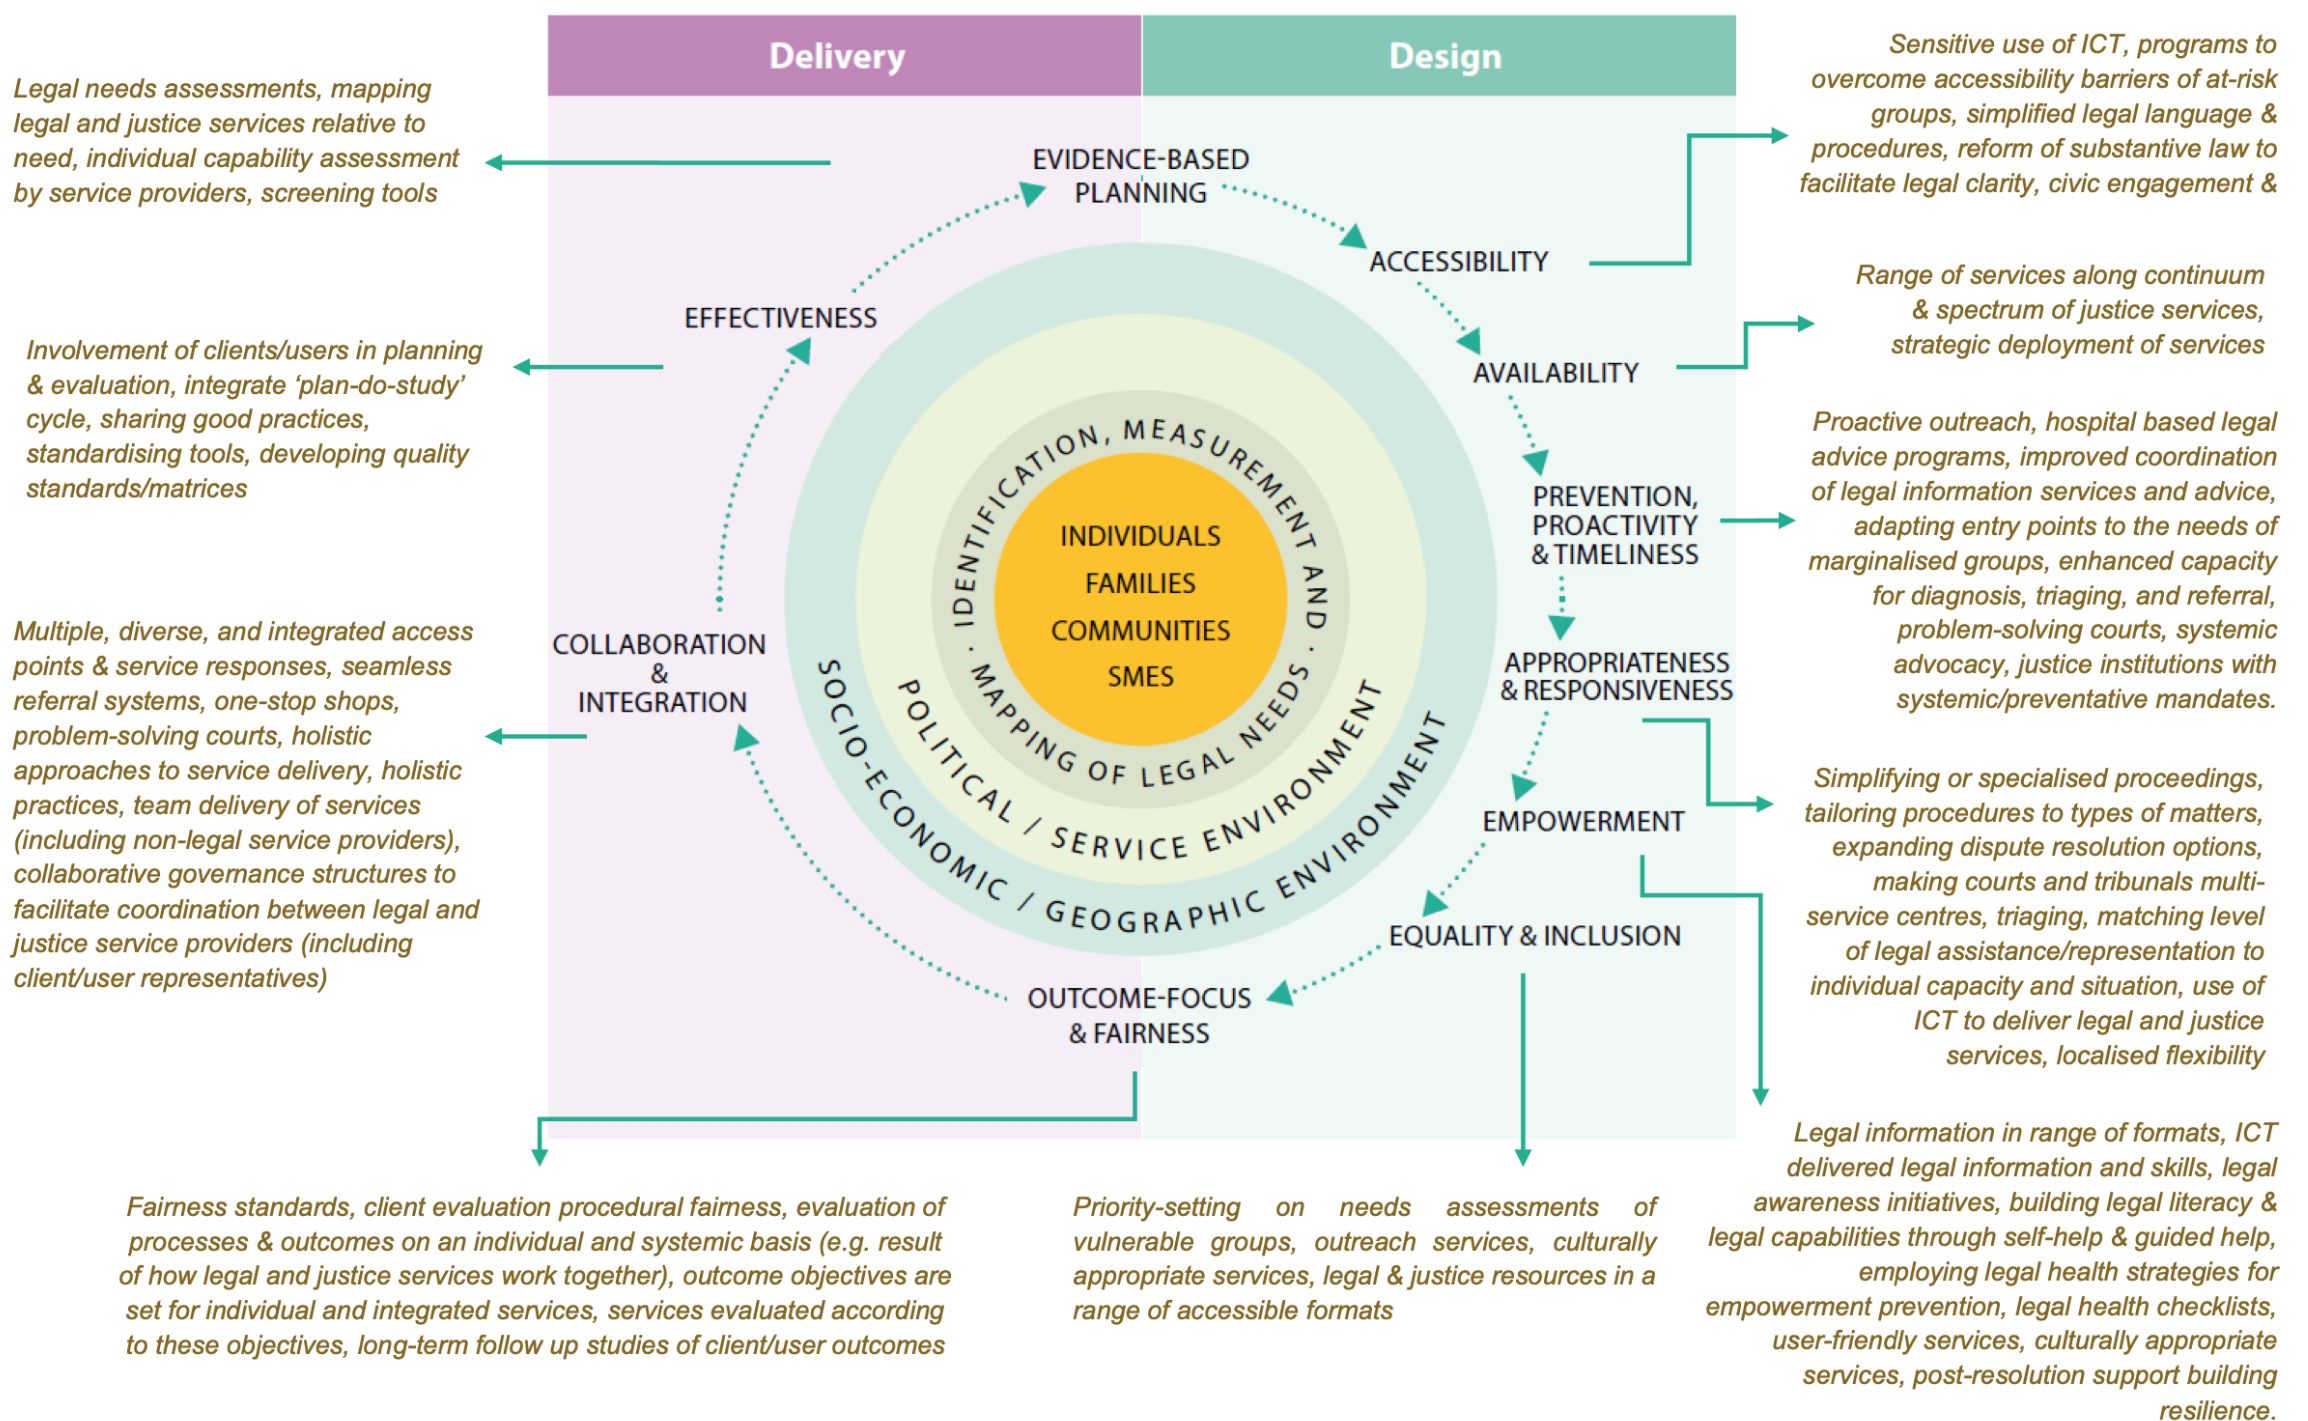 Delivery
Design
Legal needs assessments, mapping
legal and justice services relative to
need, individual capability assessment
by service providers, screening tools
Involvement of clients/users in planning
& evaluation, integrate ‘plan-do-study’
cycle, sharing good practices,
standardising tools, developing quality
standards/matrices
Multiple, diverse, and integrated access
points & service responses, seamless
referral systems, one-stop shops,
problem-solving courts, holistic
approaches to service delivery, holistic
practices, team delivery of services
(including non-legal service providers),
collaborative governance structures to
facilitate coordination between legal and
justice service providers (including
client/user representatives)
EVIDENCE-BASED
PLANNING
ACCESSIBILITY
AVAILABILITY
PREVENTION,
PROACTIVITY
& TIMELINESS
APPROPRIATENESS
& RESPONSIVENESS
EMPOWERMENT
EQUALITY & INCLUSION
OUTCOME-FOCUS
& FAIRNESS
COLLABORATION
&
INTEGRATION
EFFECTIVENESS
· IDENTIFICATION, MEASUREMENT AND ·
MAPPING OF LEGAL NEEDS
INDIVIDUALS
FAMILIES
COMMUNITIES
SMES
POLITICAL / SERVICE ENVIRONMENT
SOCIO-ECONOMIC / GEOGRAPHIC ENVIRONMENT
Sensitive use of ICT, programs to
overcome accessibility barriers of at-risk
groups, simplified legal language &
procedures, reform of substantive law to
facilitate legal clarity, civic engagement &
Range of services along continuum
& spectrum of justice services,
strategic deployment of services
Proactive outreach, hospital based legal
advice programs, improved coordination
of legal information services and advice,
adapting entry points to the needs of
marginalised groups, enhanced capacity
for diagnosis, triaging, and referral,
problem-solving courts, systemic
advocacy, justice institutions with
systemic/preventative mandates.
Simplifying or specialised proceedings,
tailoring procedures to types of matters,
expanding dispute resolution options,
making courts and tribunals multi-
service centres, triaging, matching level
of legal assistance/representation to
individual capacity and situation, use of
ICT to deliver legal and justice
services, localised flexibility
Legal information in range of formats, ICT
delivered legal information and skills, legal
awareness initiatives, building legal literacy &
legal capabilities through self-help & guided help,
employing legal health strategies for
empowerment prevention, legal health checklists,
user-friendly services, culturally appropriate
services, post-resolution support building
resilience.
Fairness standards, client evaluation procedural fairness, evaluation of
processes & outcomes on an individual and systemic basis (e.g. result
of how legal and justice services work together), outcome objectives are
set for individual and integrated services, services evaluated according
to these objectives, long-term follow up studies of client/user outcomes
Priority-setting on needs assessments of
vulnerable groups, outreach services, culturally
appropriate services, legal & justice resources in a
range of accessible formats